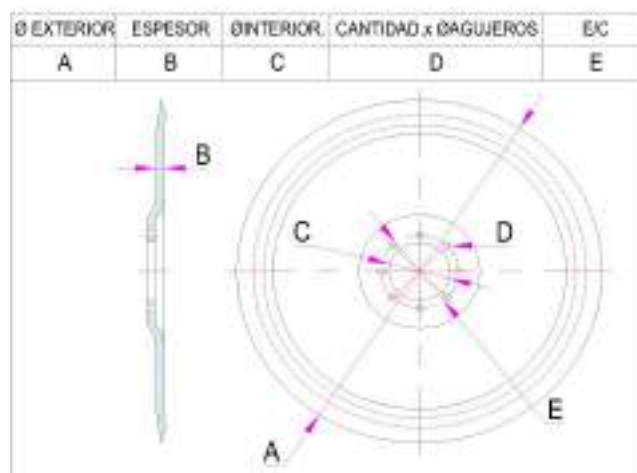 Ø EXTERIOR ESPESOR ØINTERIOR. CANTIDAD x ØAGUJEROS E/C
A B C D E
B
C D
E
A